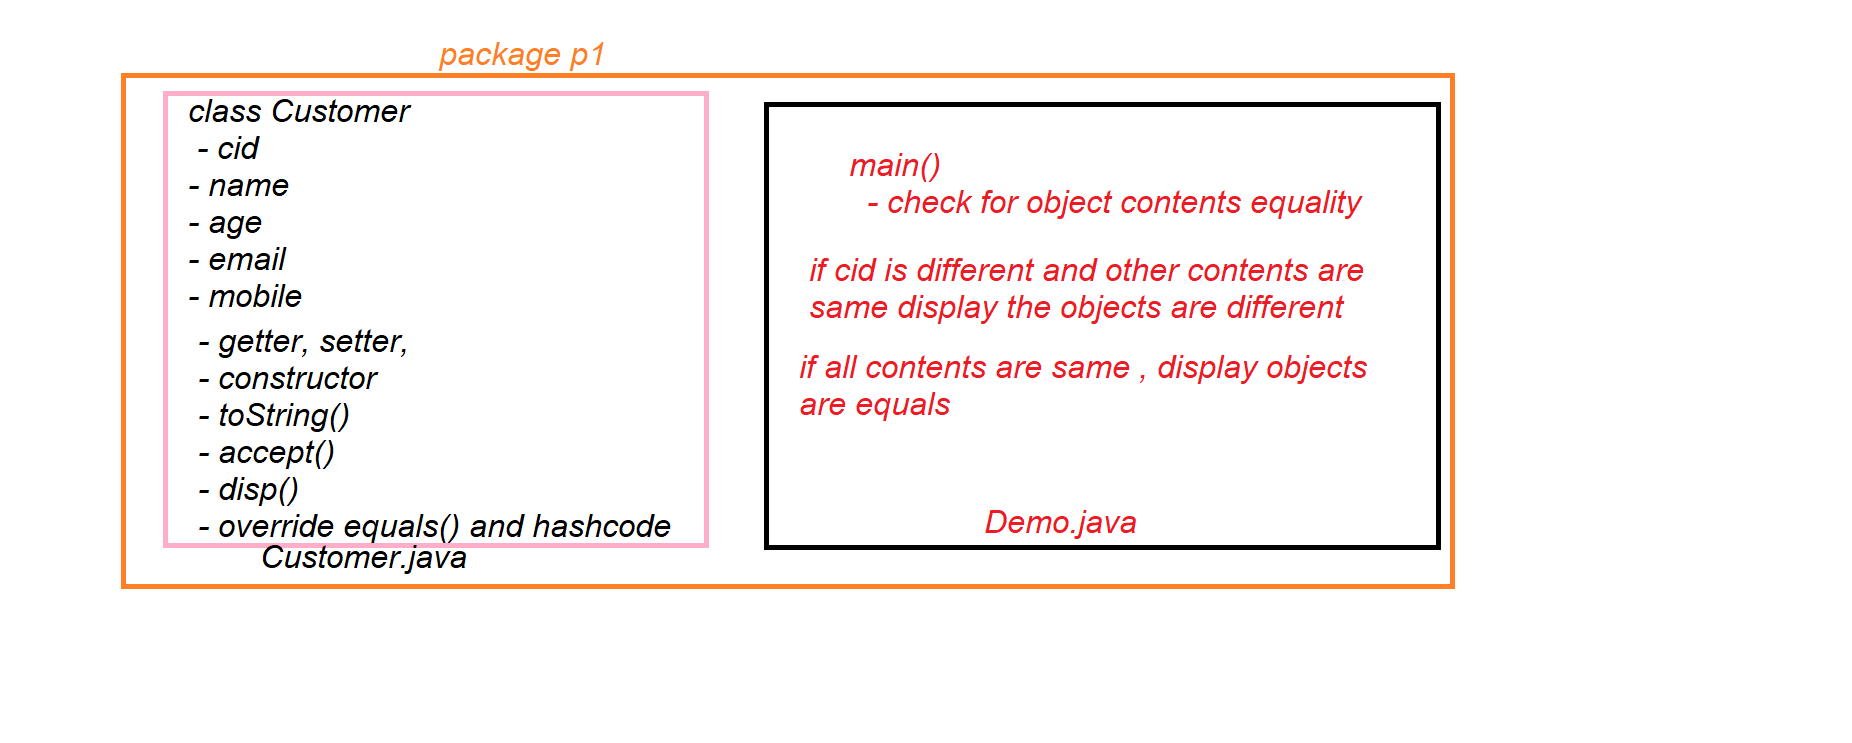 package p1
class Customer
- cid
- name
- age
- email
- mobile
- getter, setter,
- constructor
- toString()
- accept()
- disp()
- override equals() and hashcode
Customer.java
main()
- check for object contents equality
if cid is different and other contents are
same display the objects are different
if all contents are same , display objects
are equals
Demo.java